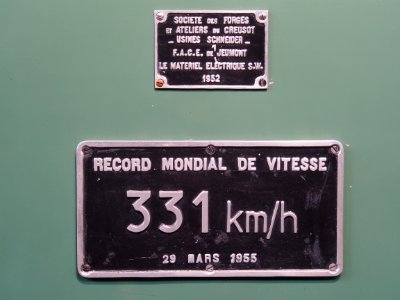 SOCIETE DES FORGES
ET ATELIERS DU CREUSOT
USINES SCHNEIDER
F.A.C.E. DE JEUMONT
LE MATERIEL ELECTRIQUE S.W.
1952
RECORD MONDIAL DE VITESSE
331 km/h
29 MARS 1955